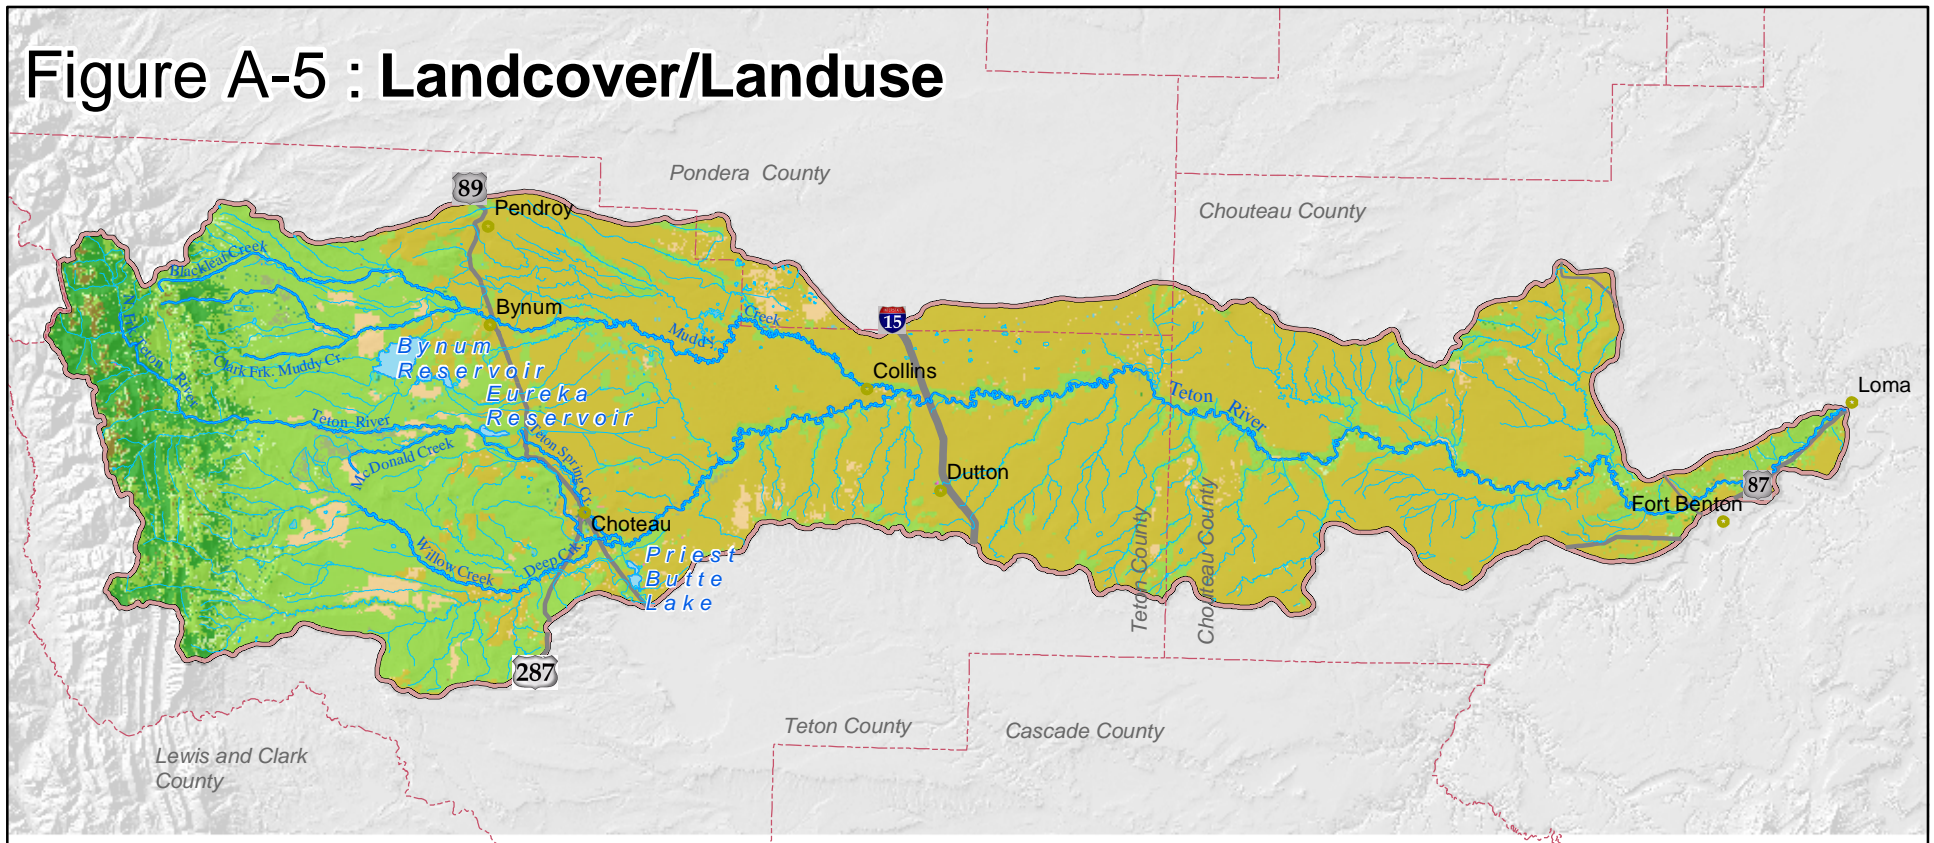 Figure A-5 : Landcover/Landuse
Pondera County
Chouteau County
89
Pendroy
Blackleaf Creek
N. Frk. Teton River
Bynum
15
Muddy Creek
Bynum
Reservoir
Clark Frk. Muddy Cr.
Collins
Eureka
Reservoir
Loma
Teton River
Teton River
McDonald Creek
Teton Spring Cr.
Dutton
87
Fort Benton
Choteau
Willow Creek
Deep Crk
Priest
Butte
Lake
Teton County
Chouteau County
287
Teton County
Cascade County
Lewis and Clark
County